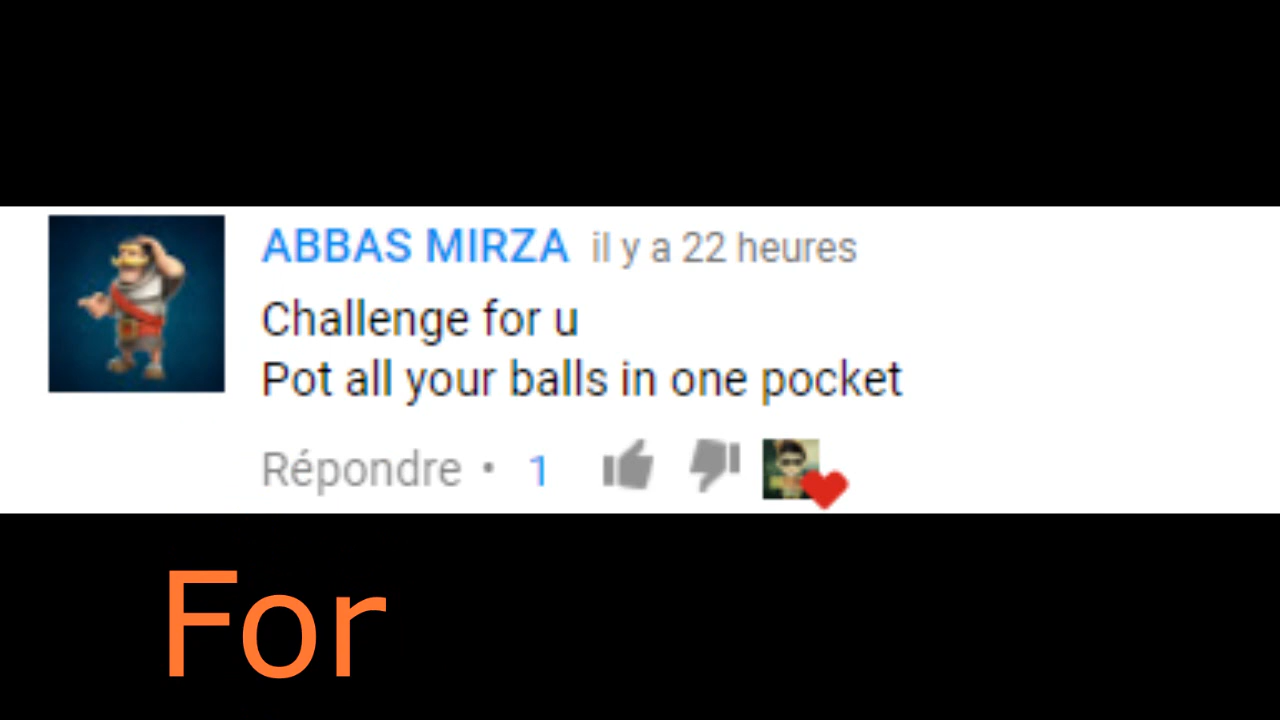 ABBAS MIRZA il y a 22 heures
Challenge for u
Pot all your balls in one pocket
Répondre • 1
For